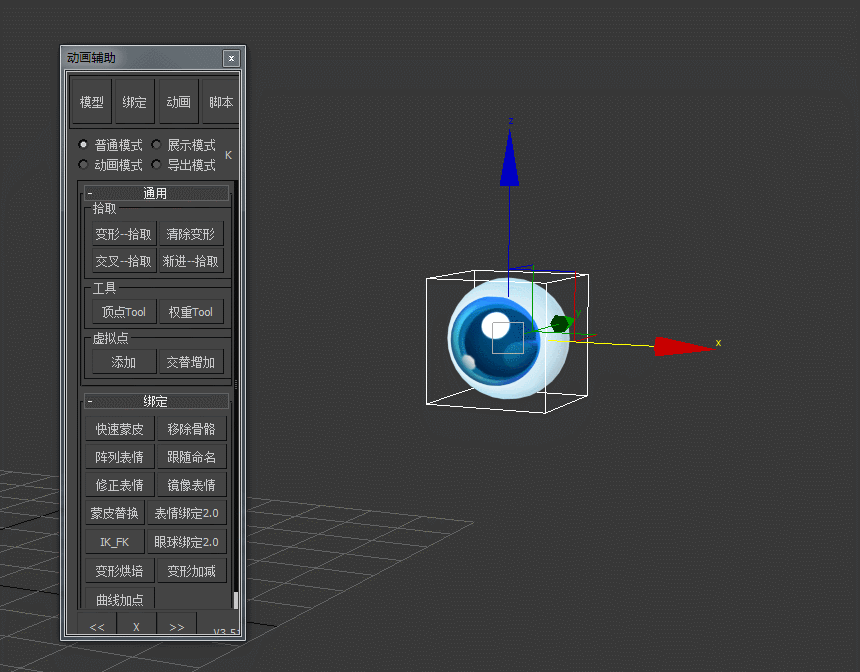 动画辅助 x
模型 绑定 动画 脚本
普通模式 展示模式
动画模式 导出模式 K
- 通用
拾取
变形--拾取 清除变形
交叉--拾取 渐进--拾取
工具
顶点Tool 权重Tool
虚拟点
添加 交替增加
- 绑定
快速蒙皮 移除骨骼
阵列表情 跟随命名
修正表情 镜像表情
蒙皮替换 表情绑定2.0
IK_FK 眼球绑定2.0
变形烘培 变形加减
曲线加点
<< X >>
z
y
x